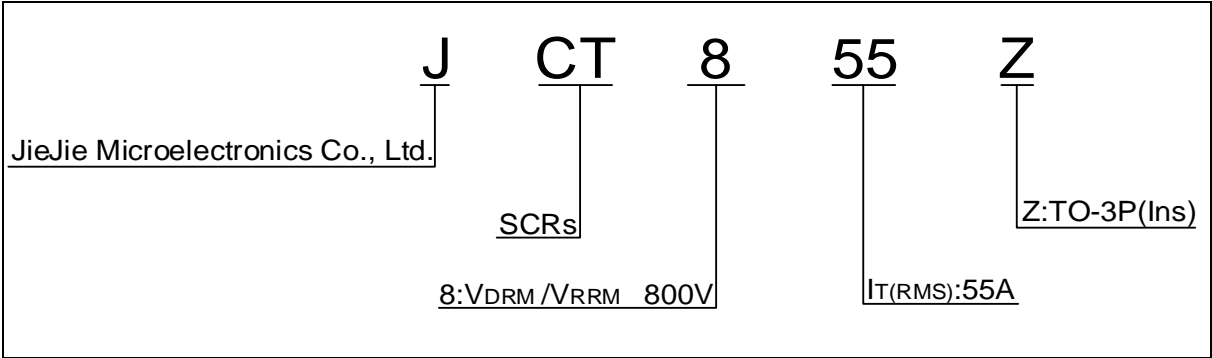 J CT 8 55 Z
JieJie Microelectronics Co., Ltd.
SCRs
Z:TO-3P(Ins)
8:VDRM /VRRM 800V
IT(RMS):55A